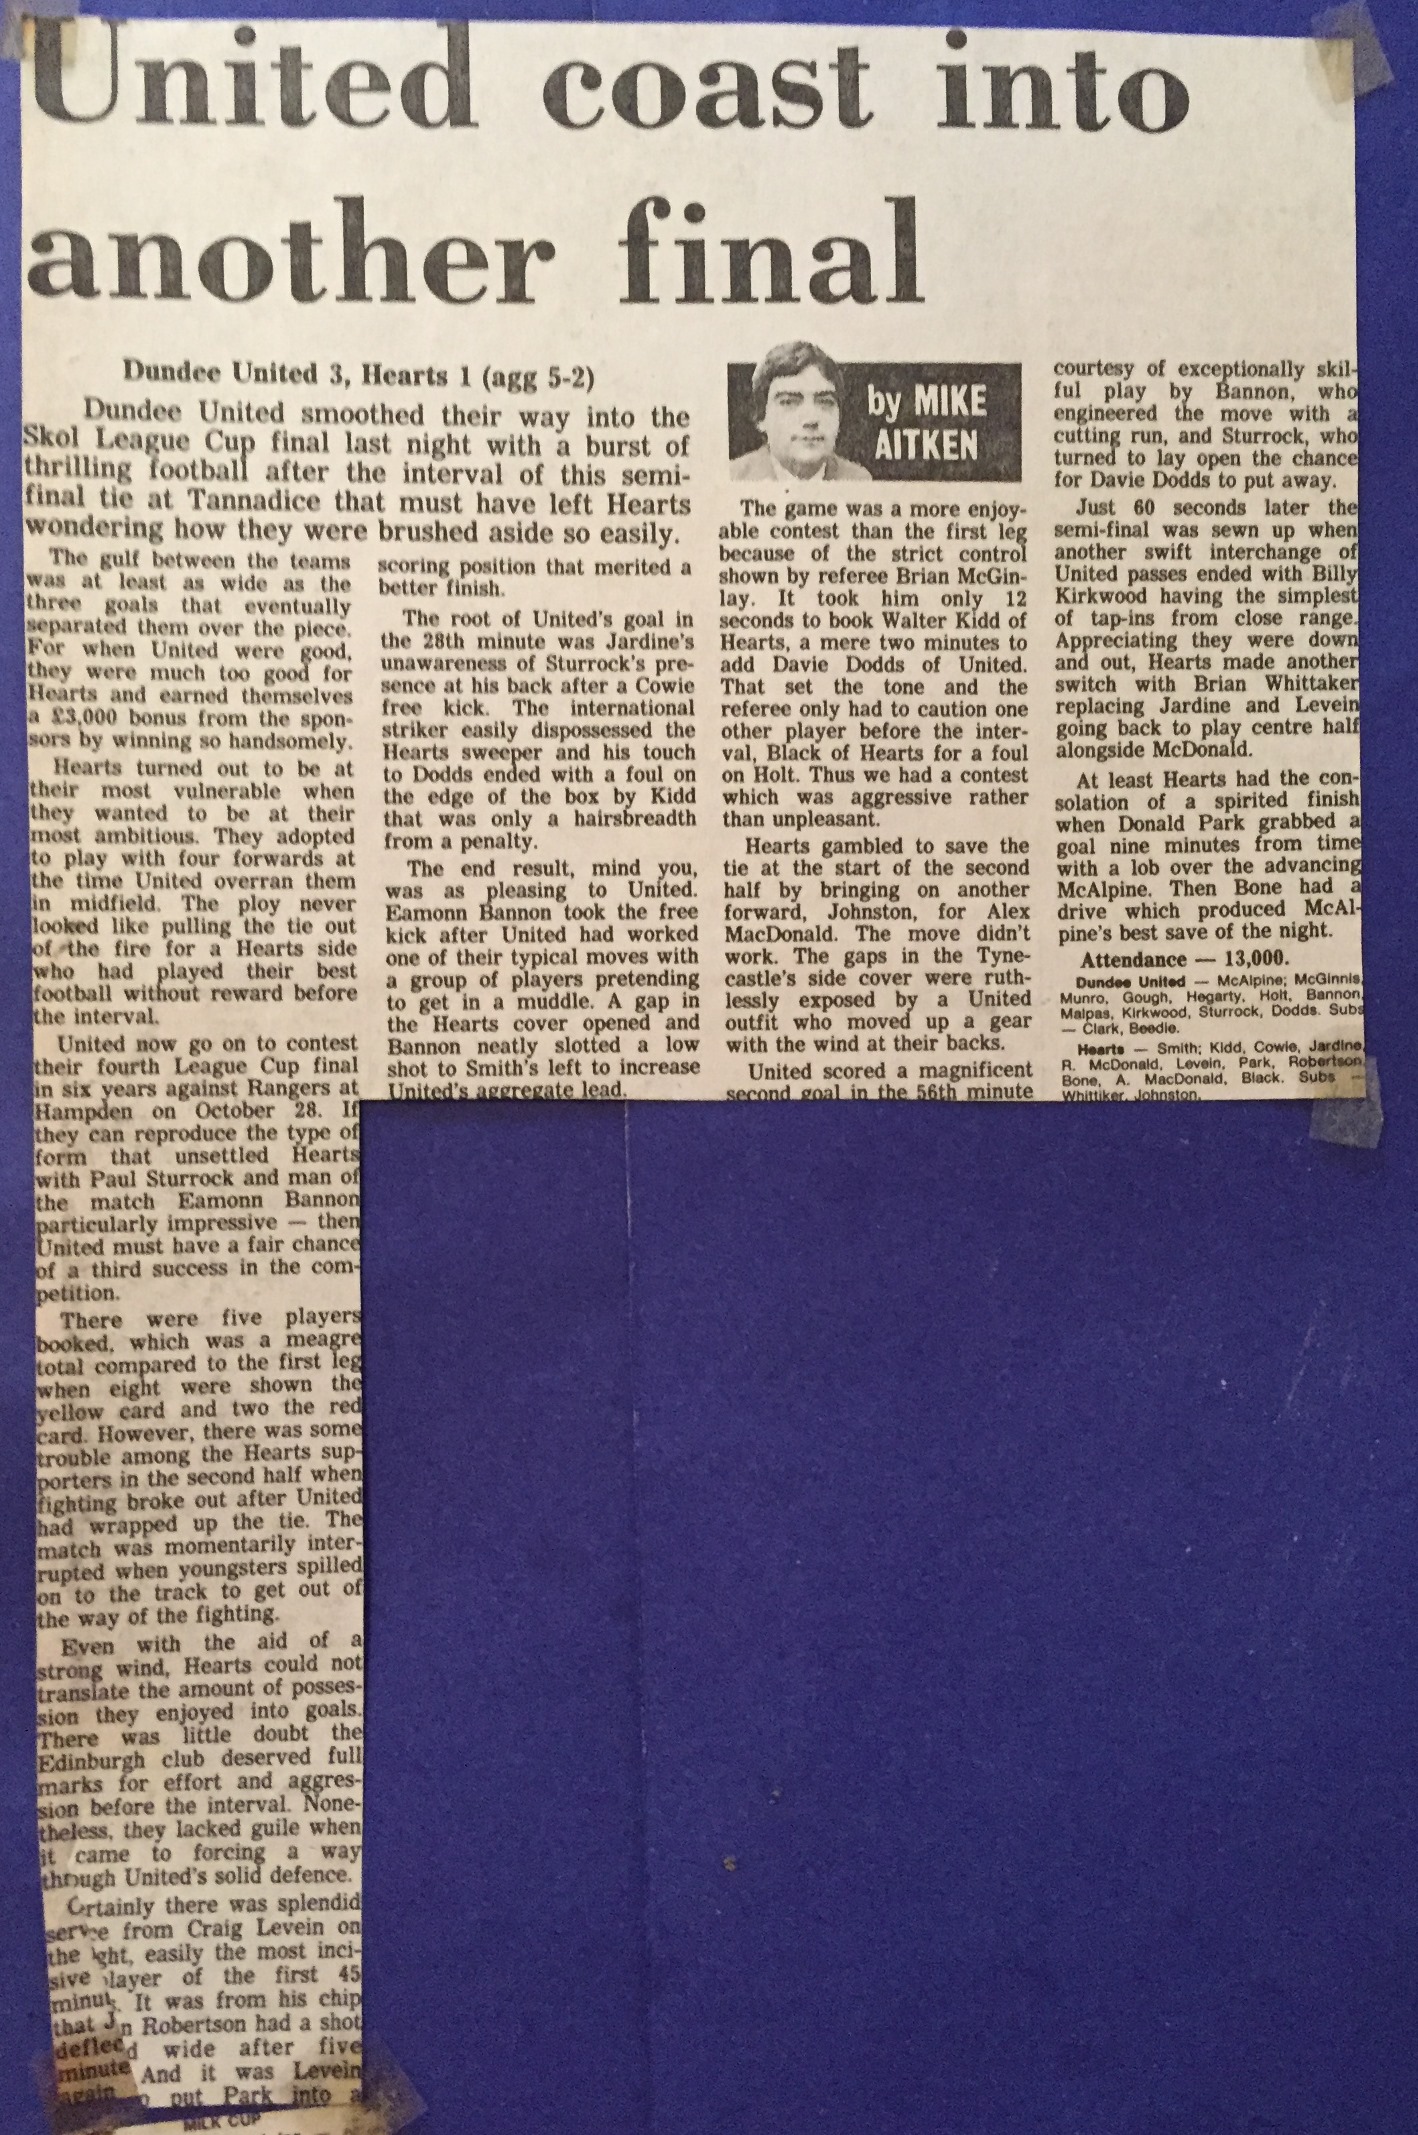 United coast into
another final
Dundee United 3, Hearts 1 (agg 5-2)
Dundee United smoothed their way into the
Skol League Cup final last night with a burst of
thrilling football after the interval of this semi-
final tie at Tannadice that must have left Hearts
wondering how they were brushed aside so easily.
The gulf between the teams
was at least as wide as the
three goals that eventually
separated them over the piece.
For when United were good,
they were much too good for
Hearts and earned themselves
a £3,000 bonus from the spon-
sors by winning so handsomely.
Hearts turned out to be at
their most vulnerable when
they wanted to be at their
most ambitious. They adopted
to play with four forwards at
the time United overran them
in midfield. The ploy never
looked like pulling the tie out
of the fire for a Hearts side
who had played their best
football without reward before
the interval.
United now go on to contest
their fourth League Cup final
in six years against Rangers at
Hampden on October 28. If
they can reproduce the type of
form that unsettled Hearts
with Paul Sturrock and man of
the match Eamonn Bannon
particularly impressive — then
United must have a fair chance
of a third success in the com-
petition.
There were five players
booked, which was a meagre
total compared to the first leg
when eight were shown the
yellow card and two the red
card. However, there was some
trouble among the Hearts sup-
porters in the second half when
fighting broke out after United
had wrapped up the tie. The
match was momentarily inter-
rupted when youngsters spilled
on to the track to get out of
the way of the fighting.
Even with the aid of a
strong wind, Hearts could not
translate the amount of posses-
sion they enjoyed into goals.
There was little doubt the
Edinburgh club deserved full
marks for effort and aggres-
sion before the interval. None-
theless, they lacked guile when
it came to forcing a way
through United's solid defence.
Certainly there was splendid
service from Craig Levein on
the ght, easily the most inci-
sive layer of the first 45
minut. It was from his chip
that J n Robertson had a shot
deflec d wide after five
minute And it was Levein
again o put Park into a
scoring position that merited a
better finish.
The root of United's goal in
the 28th minute was Jardine's
unawareness of Sturrock's pre-
sence at his back after a Cowie
free kick. The international
striker easily dispossessed the
Hearts sweeper and his touch
to Dodds ended with a foul on
the edge of the box by Kidd
that was only a hairsbreadth
from a penalty.
The end result, mind you,
was as pleasing to United.
Eamonn Bannon took the free
kick after United had worked
one of their typical moves with
a group of players pretending
to get in a muddle. A gap in
the Hearts cover opened and
Bannon neatly slotted a low
shot to Smith's left to increase
United's aggregate lead.
by MIKE
AITKEN
The game was a more enjoy-
able contest than the first leg
because of the strict control
shown by referee Brian McGin-
lay. It took him only 12
seconds to book Walter Kidd of
Hearts, a mere two minutes to
add Davie Dodds of United.
That set the tone and the
referee only had to caution one
other player before the inter-
val, Black of Hearts for a foul
on Holt. Thus we had a contest
which was aggressive rather
than unpleasant.
Hearts gambled to save the
tie at the start of the second
half by bringing on another
forward, Johnston, for Alex
MacDonald. The move didn't
work. The gaps in the Tyne-
castle's side cover were ruth-
lessly exposed by a United
outfit who moved up a gear
with the wind at their backs.
United scored a magnificent
second goal in the 56th minute
courtesy of exceptionally skil-
ful play by Bannon, who
engineered the move with a
cutting run, and Sturrock, who
turned to lay open the chance
for Davie Dodds to put away.
Just 60 seconds later the
semi-final was sewn up when
another swift interchange of
United passes ended with Billy
Kirkwood having the simplest
of tap-ins from close range.
Appreciating they were down
and out, Hearts made another
switch with Brian Whittaker
replacing Jardine and Levein
going back to play centre half
alongside McDonald.
At least Hearts had the con-
solation of a spirited finish
when Donald Park grabbed a
goal nine minutes from time
with a lob over the advancing
McAlpine. Then Bone had a
drive which produced McAl-
pine's best save of the night.
Attendance — 13,000.
Dundee United — McAlpine; McGinnis,
Munro, Gough, Hegarty, Holt, Bannon,
Malpas, Kirkwood, Sturrock, Dodds. Subs
— Clark, Beedie.
Hearts — Smith; Kidd, Cowie, Jardine,
R. McDonald, Levein, Park, Robertson,
Bone, A. MacDonald, Black. Subs —
Whittiker, Johnston.
MILK CUP